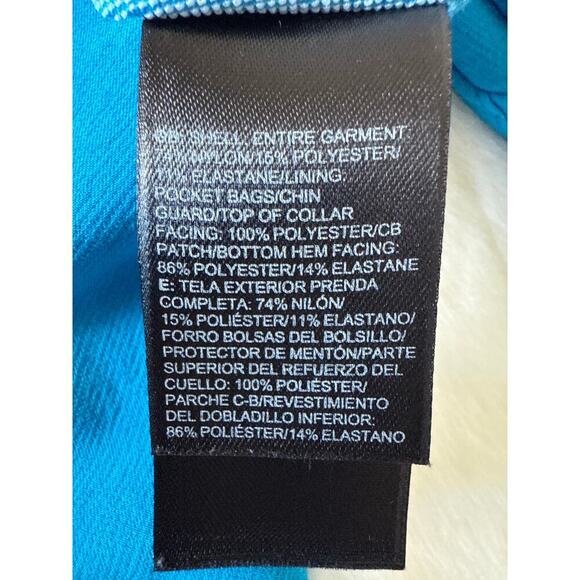 GB: SHELL, ENTIRE GARMENT:
74% NYLON/15% POLYESTER/
11% ELASTANE/LINING:
POCKET BAGS/CHIN
GUARD/TOP OF COLLAR
FACING: 100% POLYESTER/CB
PATCH/BOTTOM HEM FACING:
86% POLYESTER/14% ELASTANE
E: TELA EXTERIOR PRENDA
COMPLETA: 74% NILÓN/
15% POLIÉSTER/11% ELASTANO/
FORRO BOLSAS DEL BOLSILLO/
PROTECTOR DE MENTÓN/PARTE
SUPERIOR DEL REFUERZO DEL
CUELLO: 100% POLIÉSTER/
PARCHE C-B/REVESTIMIENTO
DEL DOBLADILLO INFERIOR:
86% POLIÉSTER/14% ELASTANO